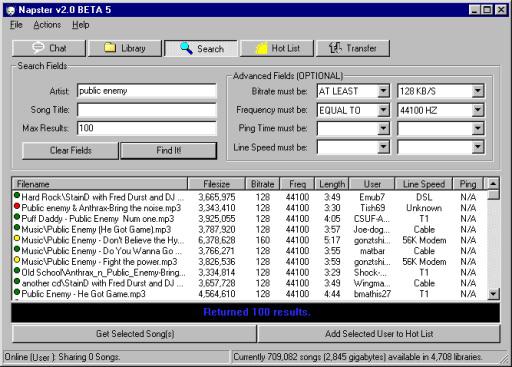 Napster v2.0 BETA 5
File Actions Help
Chat Library Search Hot List Transfer
Search Fields
Artist: public enemy
Song Title:
Max Results: 100
Clear Fields Find It!
Advanced Fields (OPTIONAL)
Bitrate must be: AT LEAST 128 KB/S
Frequency must be: EQUAL TO 44100 HZ
Ping Time must be:
Line Speed must be:
Filename Filesize Bitrate Freq Length User Line Speed Ping
Hard Rock\StainD with Fred Durst and DJ ... 3,665,975 128 44100 3:49 Emub7 DSL N/A
Public enemy & Anthrax-Bring the noise.mp3 3,343,401 128 44100 3:30 Tish69 Unknown N/A
Puff Daddy - Public Enemy Num one.mp3 3,925,055 128 44100 4:05 CSUF-A... T1 N/A
Music\Public Enemy (He Got Game).mp3 3,787,920 128 44100 3:57 Joe-dog... Cable N/A
Music\Public Enemy - Don't Believe the Hy... 6,378,628 160 44100 5:17 gonztshi... 56K Modem N/A
Music\Public Enemy - Do You Wanna Go ... 3,766,271 128 44100 3:55 matbar Cable N/A
Music\Public Enemy - Fight the power.mp3 3,826,536 128 44100 3:59 gonztshi... 56K Modem N/A
Old School\Anthrax_n_Public_Enemy-Bring... 3,334,814 128 44100 3:29 Shock-... T1 N/A
another cd\StainD with Fred Durst and DJ ... 3,657,728 128 44100 3:49 Wingma... Cable N/A
Public Enemy - He Got Game.mp3 4,564,610 128 44100 4:44 bmathis27 T1 N/A
Returned 100 results.
Get Selected Song(s) Add Selected User to Hot List
Online (User ): Sharing 0 Songs. Currently 709,082 songs (2,845 gigabytes) available in 4,708 libraries.